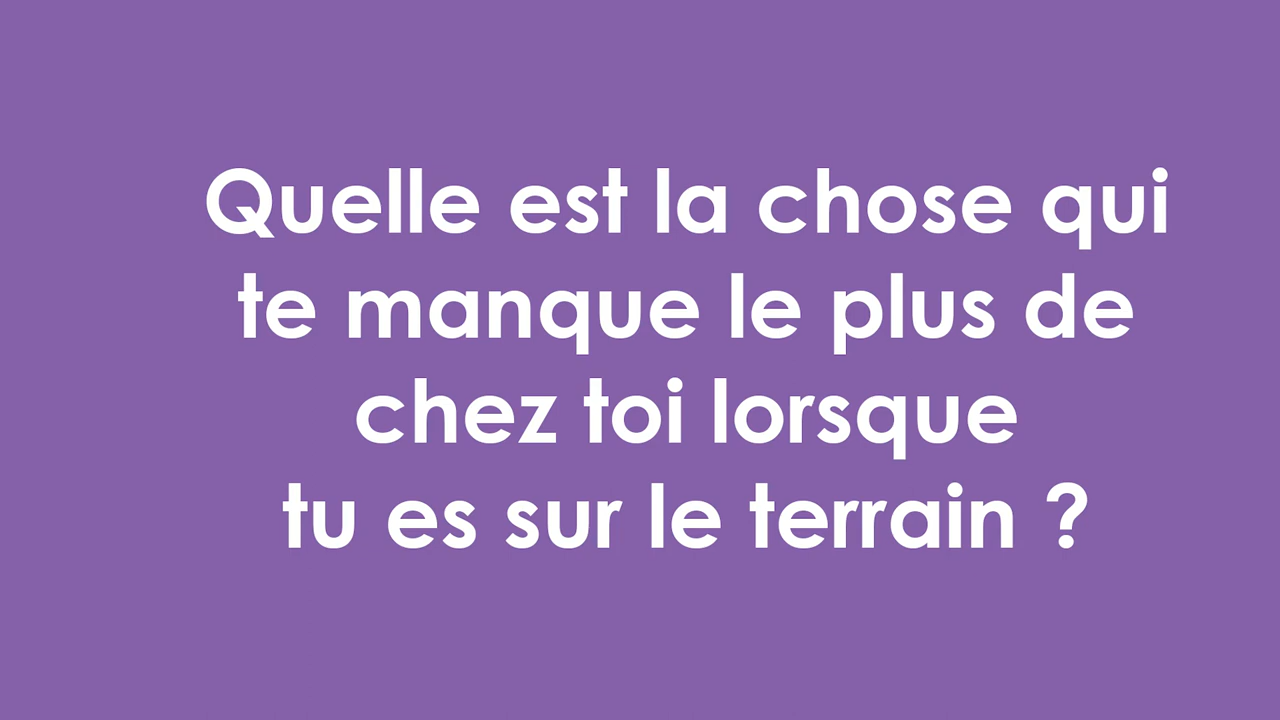 Quelle est la chose qui
te manque le plus de
chez toi lorsque
tu es sur le terrain ?